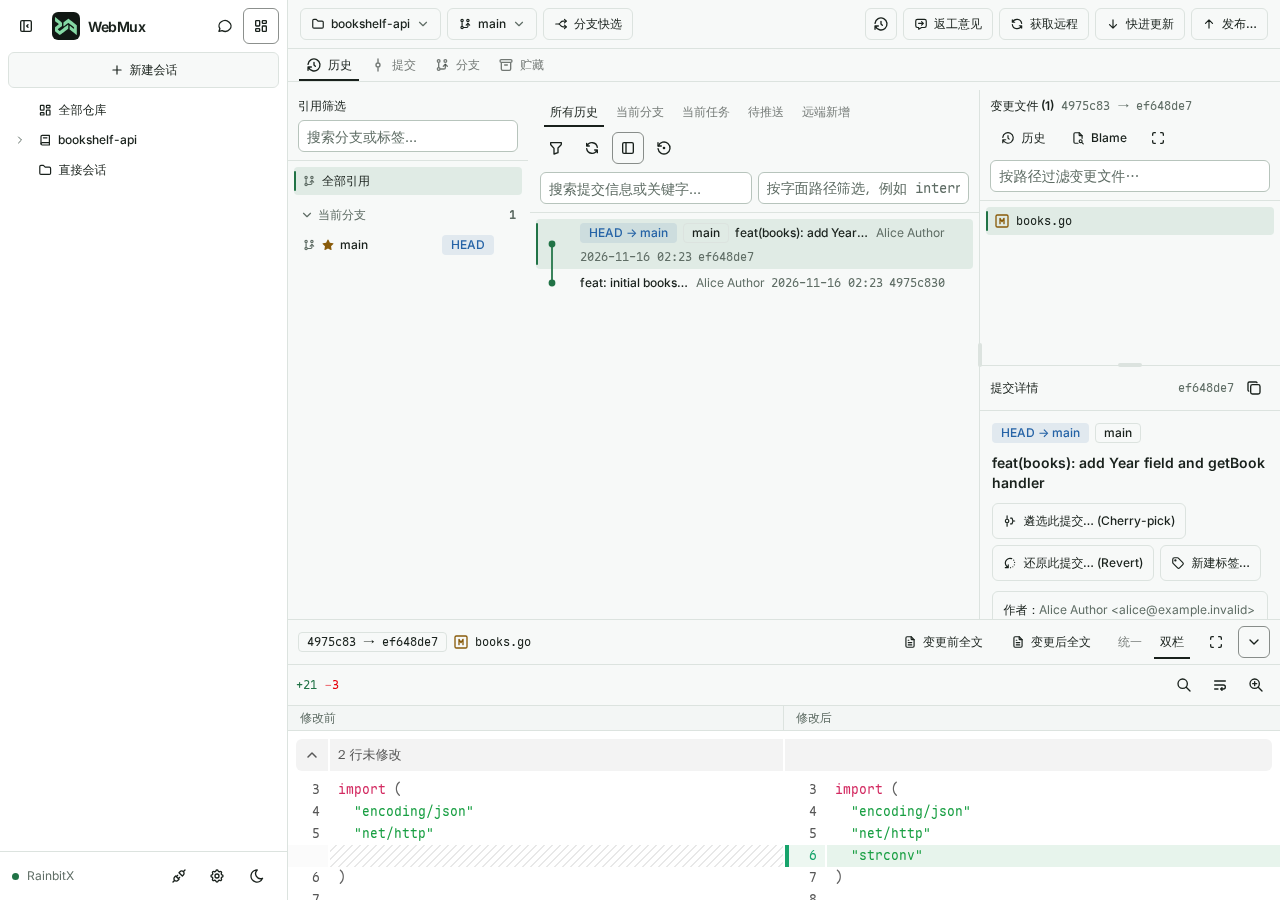 WebMux
新建会话
全部仓库
bookshelf-api
直接会话
RainbitX
bookshelf-api
main
分支快选
返工意见
获取远程
快进更新
发布...
历史
提交
分支
贮藏
引用筛选
搜索分支或标签...
全部引用
当前分支 1
main HEAD
所有历史 当前分支 当前任务 待推送 远端新增
搜索提交信息或关键字...
按字面路径筛选，例如 intern
HEAD → main main feat(books): add Year... Alice Author
2026-11-16 02:23 ef648de7
feat: initial books... Alice Author 2026-11-16 02:23 4975c830
变更文件 (1) 4975c83 → ef648de7
历史 Blame
按路径过滤变更文件…
M books.go
提交详情 ef648de7
HEAD → main main
feat(books): add Year field and getBook
handler
遴选此提交... (Cherry-pick)
还原此提交... (Revert)
新建标签...
作者：Alice Author <alice@example.invalid>
4975c83 → ef648de7 M books.go
变更前全文 变更后全文 统一 双栏
+21 -3
修改前 修改后
2 行未修改
3 import ( 3 import (
4 "encoding/json" 4 "encoding/json"
5 "net/http" 5 "net/http"
6 "strconv"
6 ) 7 )
7 8